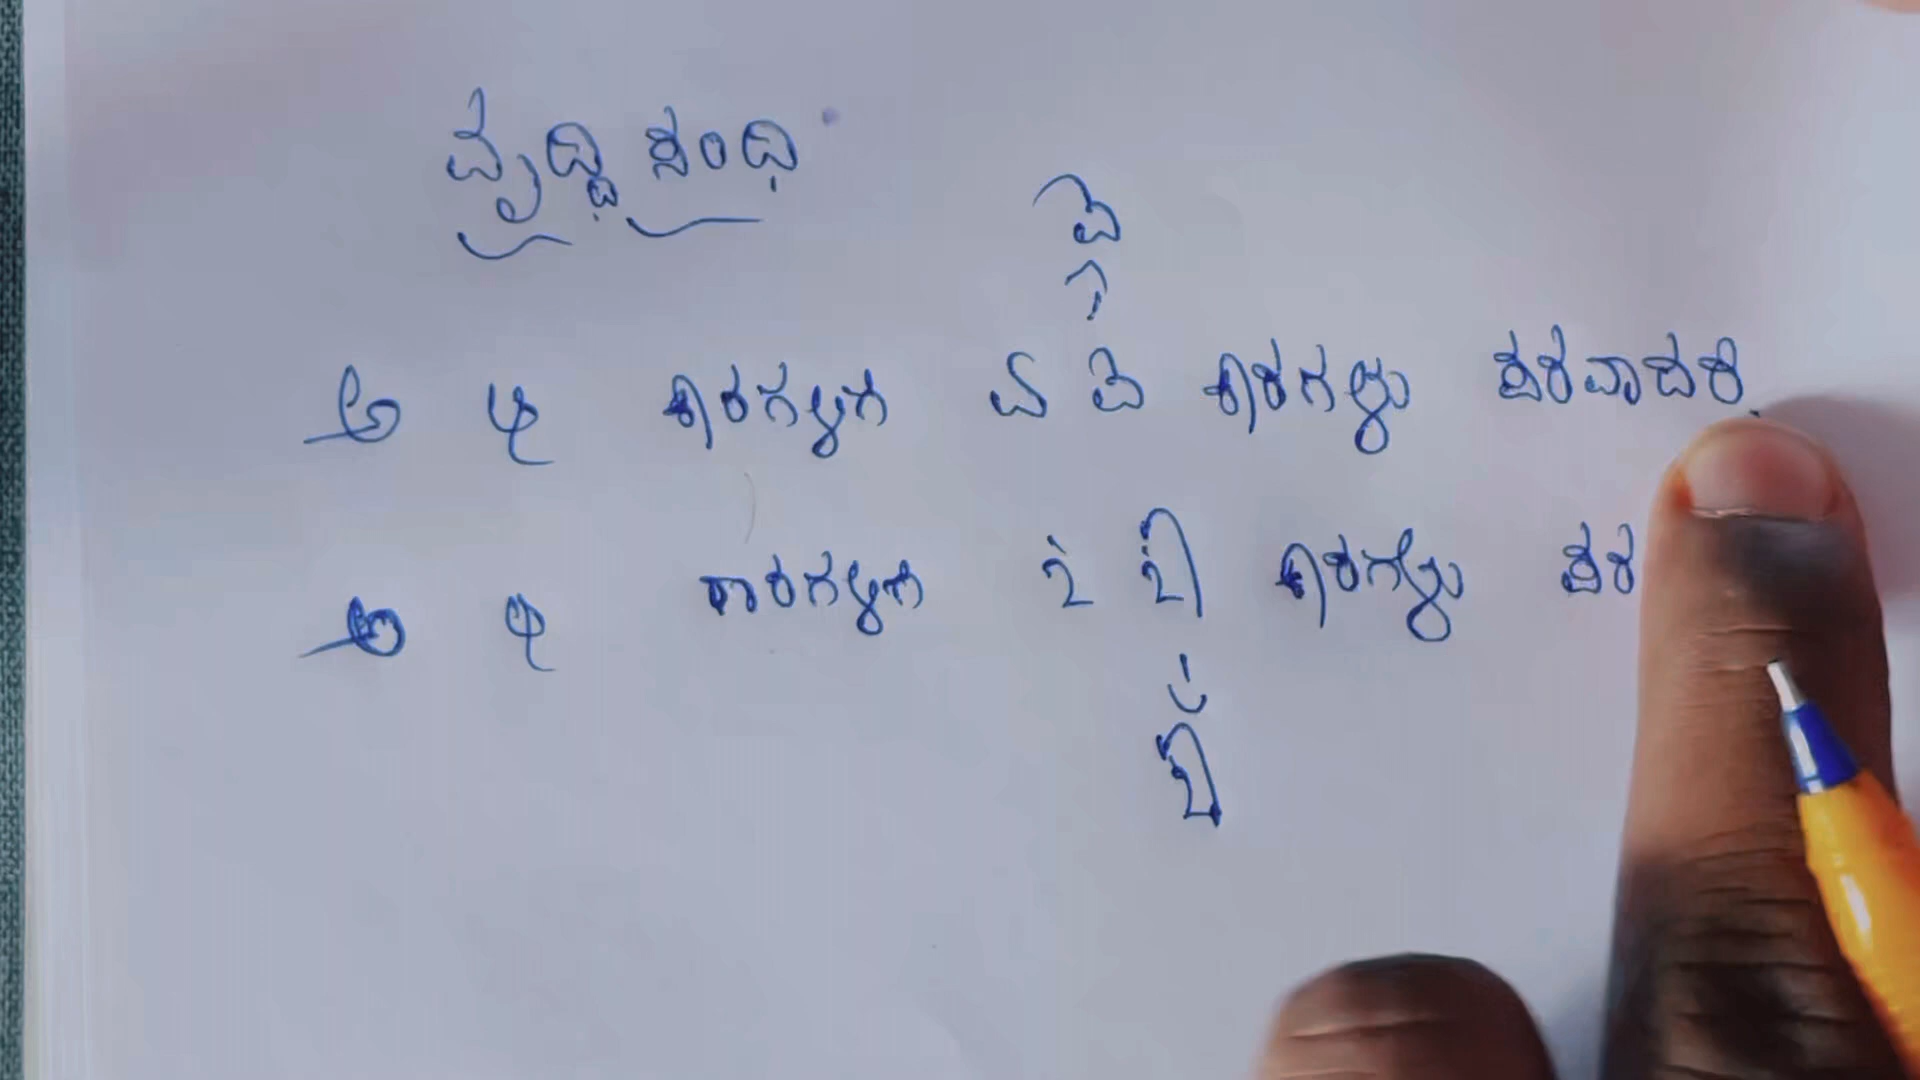 ವೃದ್ಧಿ ಸಂಧಿ
ಐ
ಅ ಆ ಕಾರಗಳಿಗೆ ಏ ಐ ಕಾರಗಳು ಪರವಾದರೆ
ಅ ಆ ಕಾರಗಳಿಗೆ ಓ ಔ ಕಾರಗಳು ಪರ
ಔ